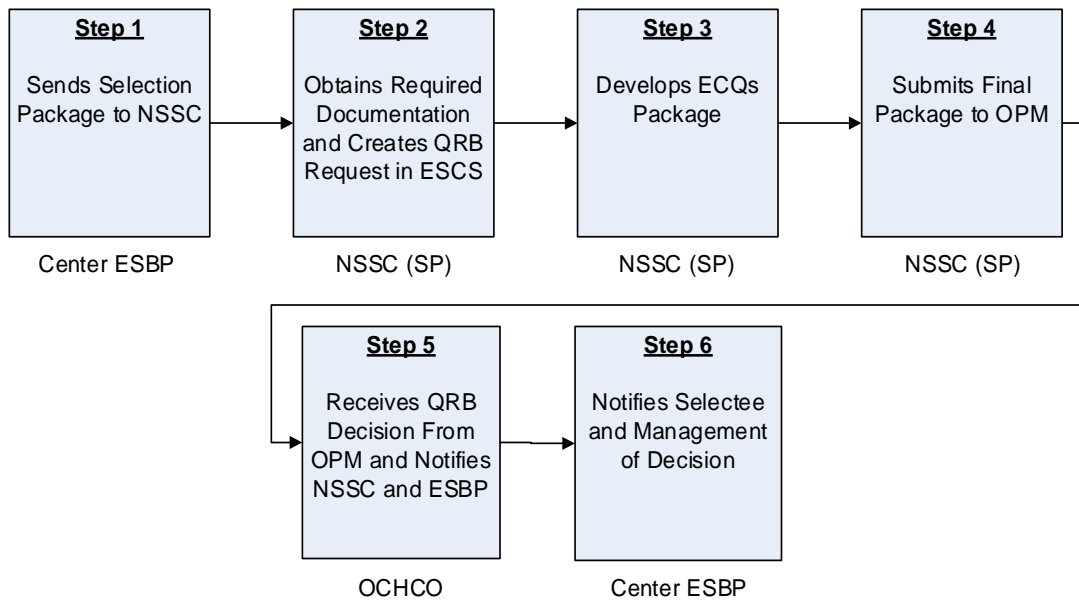 Step 1
Sends Selection
Package to NSSC
Center ESBP
Step 2
Obtains Required
Documentation
and Creates QRB
Request in ESCS
NSSC (SP)
Step 3
Develops ECQs
Package
NSSC (SP)
Step 4
Submits Final
Package to OPM
NSSC (SP)
Step 5
Receives QRB
Decision From
OPM and Notifies
NSSC and ESBP
OCHCO
Step 6
Notifies Selectee
and Management
of Decision
Center ESBP